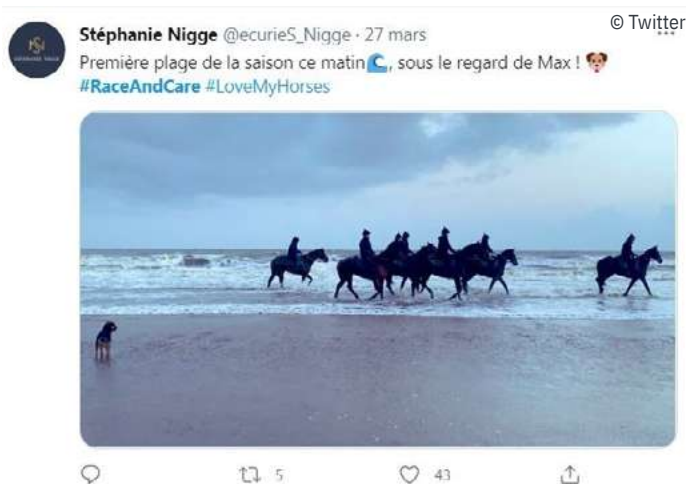 © Twitter
Stéphanie Nigge @ecurieS_Nigge · 27 mars
Première plage de la saison ce matin🌊, sous le regard de Max ! 🐶
#RaceAndCare #LoveMyHorses
5 43